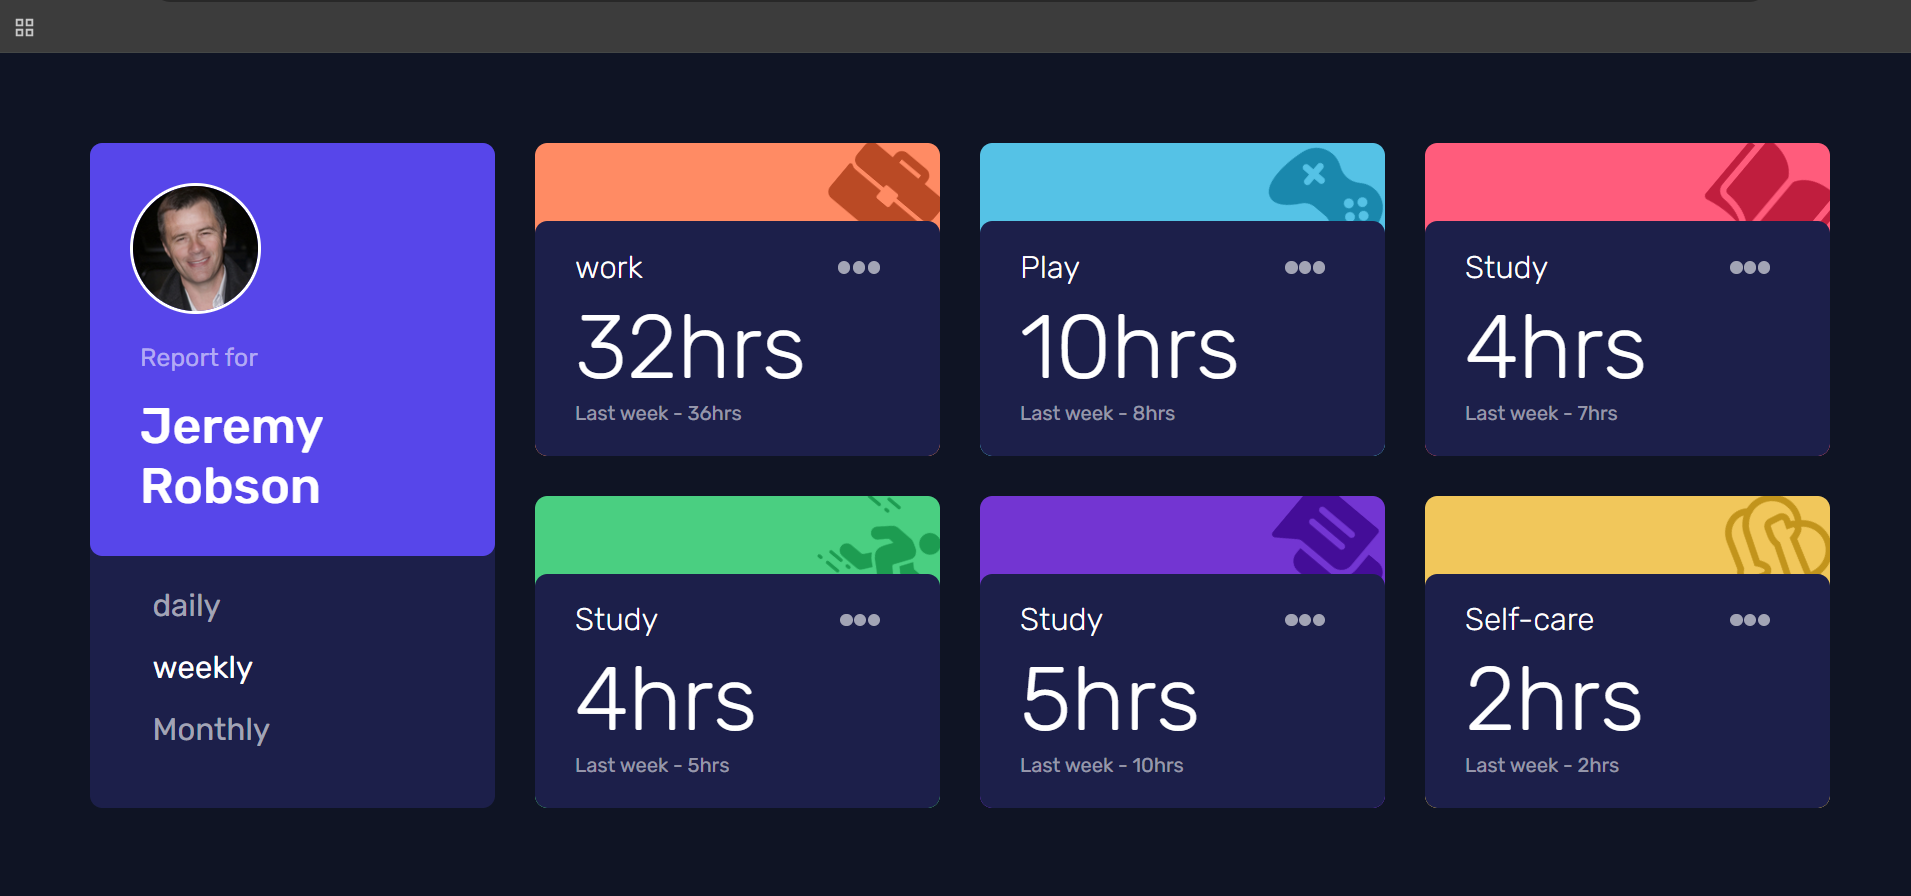 Report for
Jeremy
Robson
daily
weekly
Monthly
work
32hrs
Last week - 36hrs
Play
10hrs
Last week - 8hrs
Study
4hrs
Last week - 7hrs
Study
4hrs
Last week - 5hrs
Study
5hrs
Last week - 10hrs
Self-care
2hrs
Last week - 2hrs